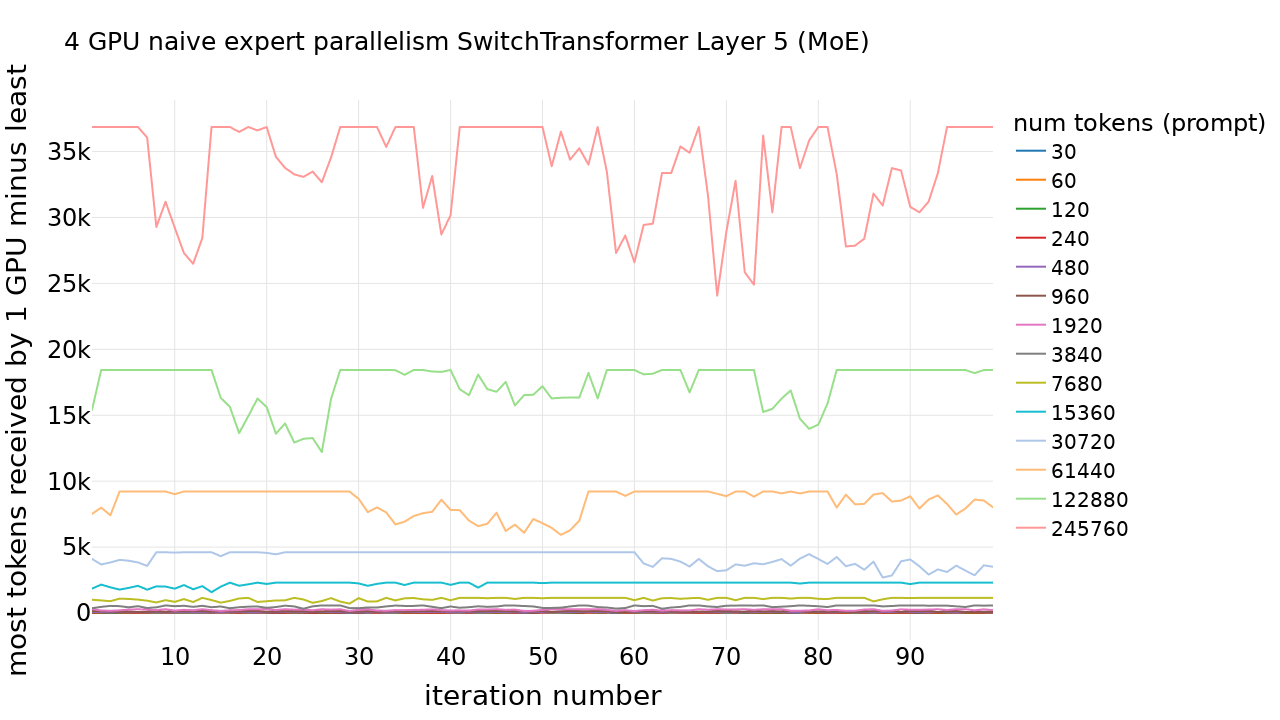 4 GPU naive expert parallelism SwitchTransformer Layer 5 (MoE)
most tokens received by 1 GPU minus least
35k
30k
25k
20k
15k
10k
5k
0
10 20 30 40 50 60 70 80 90
iteration number
num tokens (prompt)
30
60
120
240
480
960
1920
3840
7680
15360
30720
61440
122880
245760